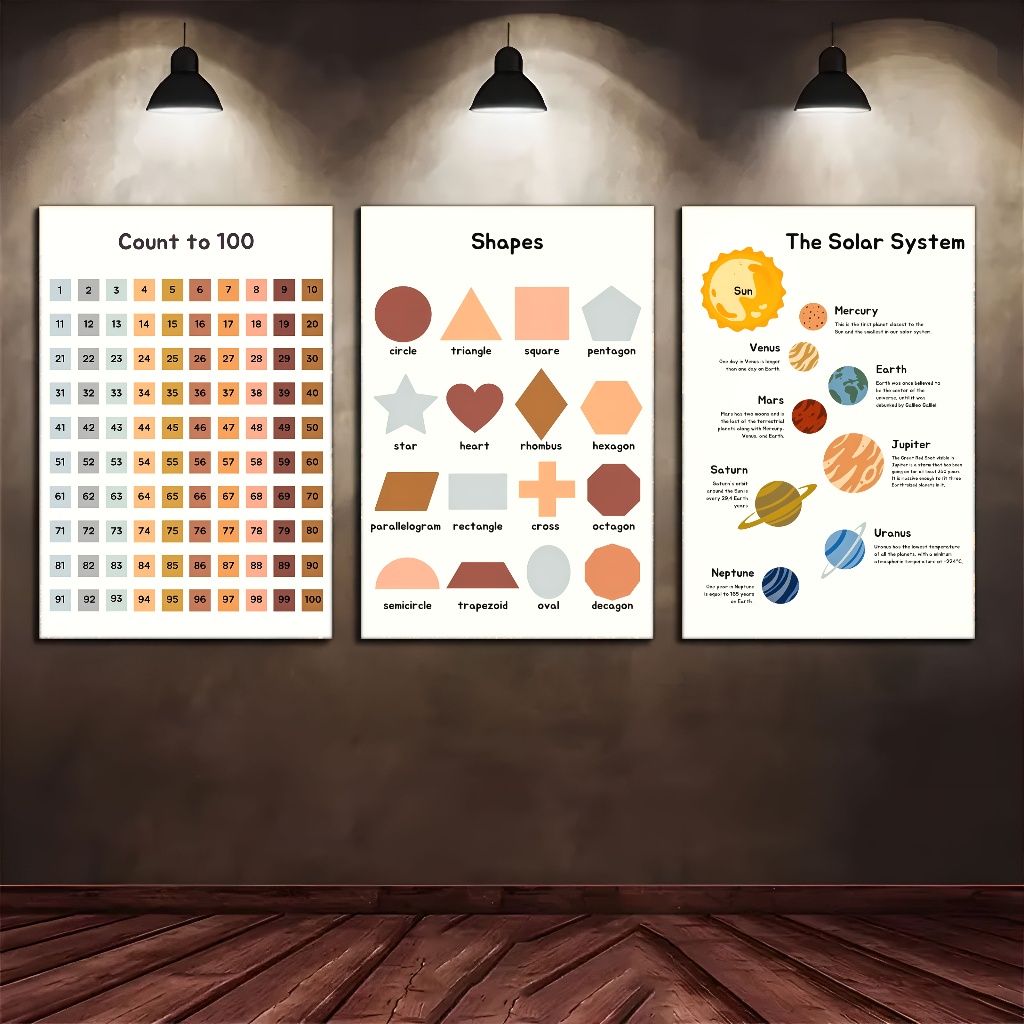 Count to 100
1 2 3 4 5 6 7 8 9 10
11 12 13 14 15 16 17 18 19 20
21 22 23 24 25 26 27 28 29 30
31 32 33 34 35 36 37 38 39 40
41 42 43 44 45 46 47 48 49 50
51 52 53 54 55 56 57 58 59 60
61 62 63 64 65 66 67 68 69 70
71 72 73 74 75 76 77 78 79 80
81 82 83 84 85 86 87 88 89 90
91 92 93 94 95 96 97 98 99 100
Shapes
circle triangle square pentagon
star heart rhombus hexagon
parallelogram rectangle cross octagon
semicircle trapezoid oval decagon
The Solar System
Sun
Mercury
This is the first planet closest to the
Sun and the smallest in our solar system.
Venus
One day in Venus is longer
than one day on Earth.
Earth
Earth was once believed to
be the center of the
universe, until it was
debunked by Galileo Galilei
Mars
Mars has two moons and is
the last of the terrestrial
planets along with Mercury,
Venus, and Earth.
Jupiter
The Great Red Spot visible in
Jupiter is a storm that has been
going on for at least 350 years.
It is massive enough to fit three
Earth-sized planets in it.
Saturn
Saturn's orbit
around the Sun is
every 29.4 Earth
years.
Uranus
Uranus has the lowest temperature
of all the planets, with a minimum
atmospheric temperature of -224°C.
Neptune
One year in Neptune
is equal to 165 years
on Earth.